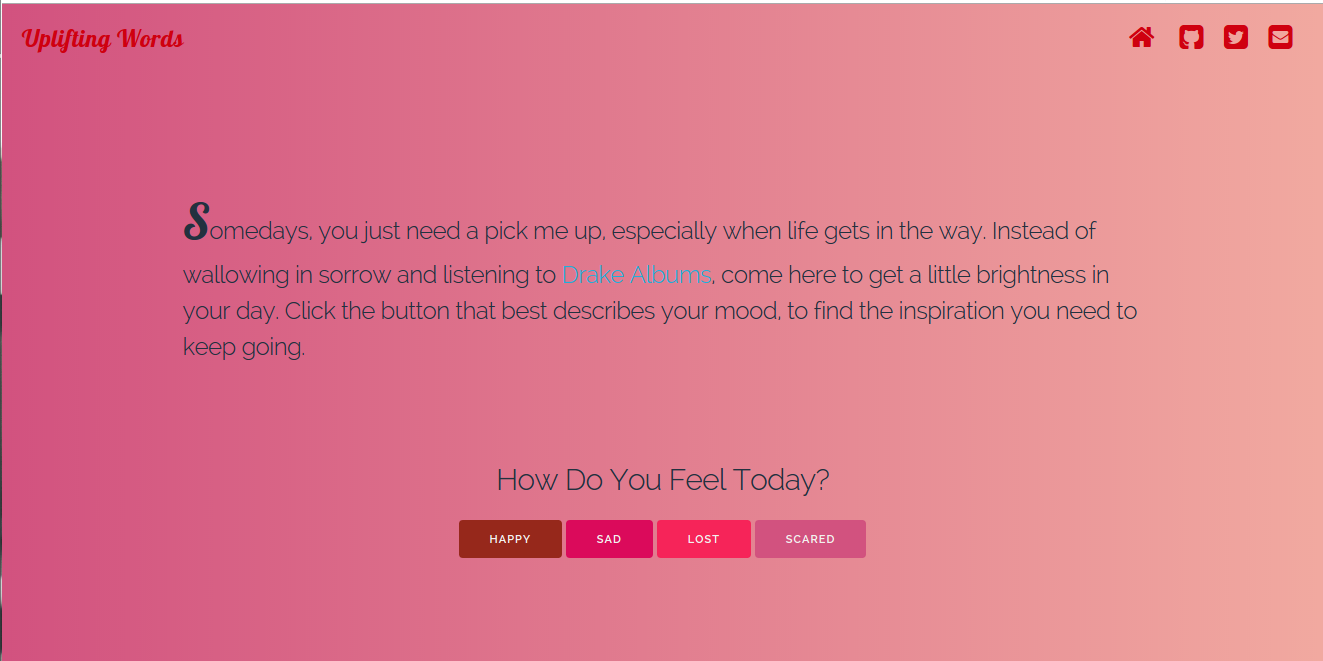 Uplifting Words
Somedays, you just need a pick me up, especially when life gets in the way. Instead of
wallowing in sorrow and listening to Drake Albums, come here to get a little brightness in
your day. Click the button that best describes your mood, to find the inspiration you need to
keep going.
How Do You Feel Today?
HAPPY SAD LOST SCARED